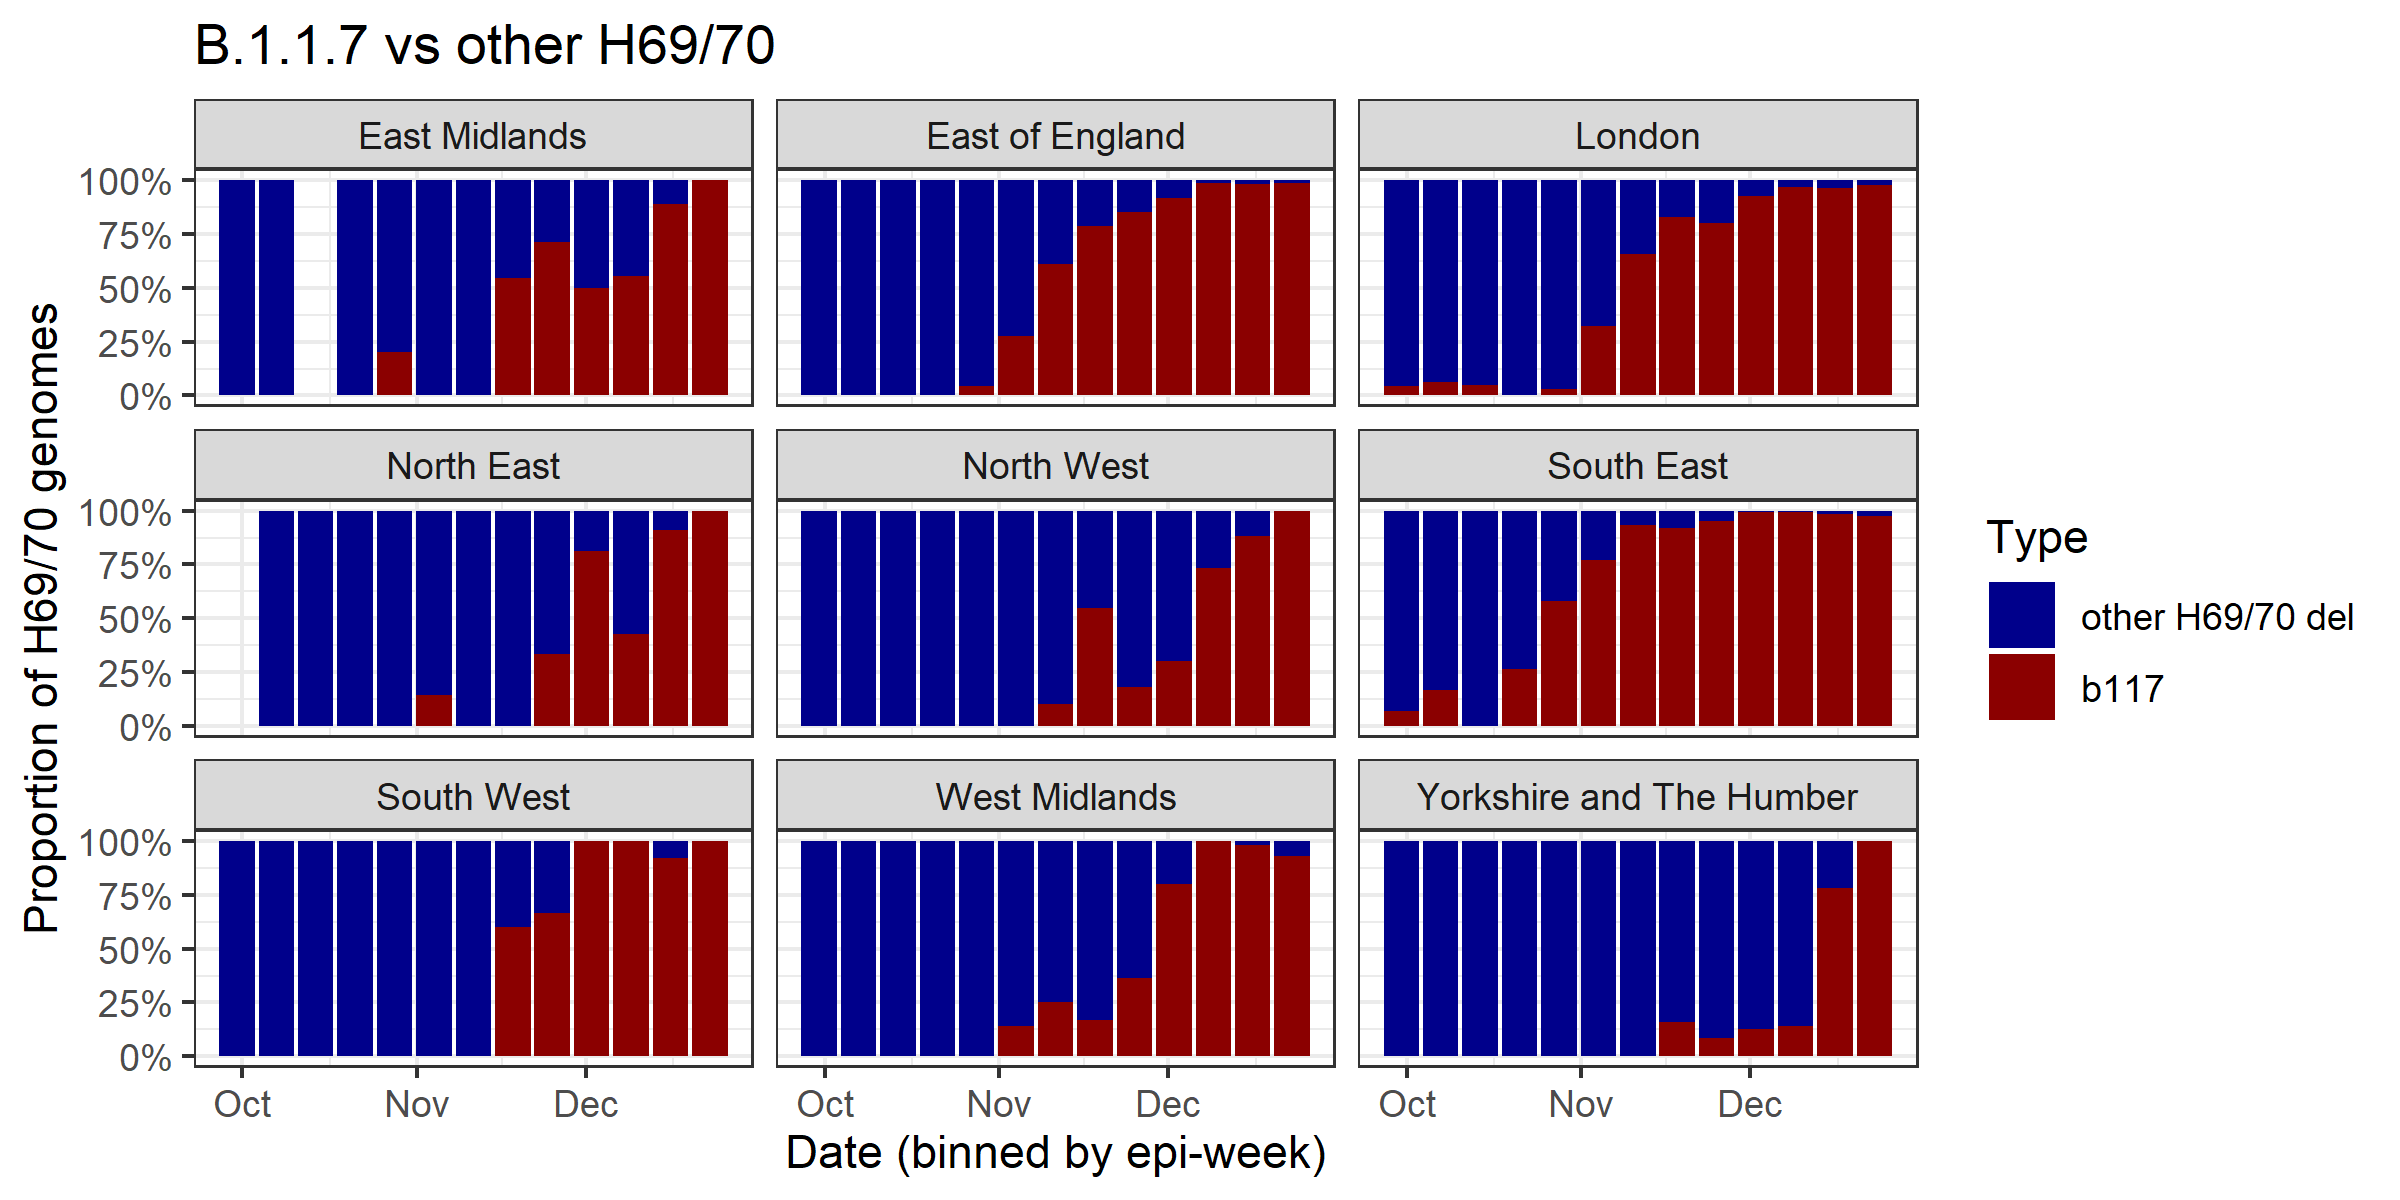 B.1.1.7 vs other H69/70
East Midlands
East of England
London
100%
75%
50%
25%
0%
North East
North West
South East
100%
75%
50%
25%
0%
South West
West Midlands
Yorkshire and The Humber
100%
75%
50%
25%
0%
Oct Nov Dec
Oct Nov Dec
Oct Nov Dec
Date (binned by epi-week)
Proportion of H69/70 genomes
Type
other H69/70 del
b117